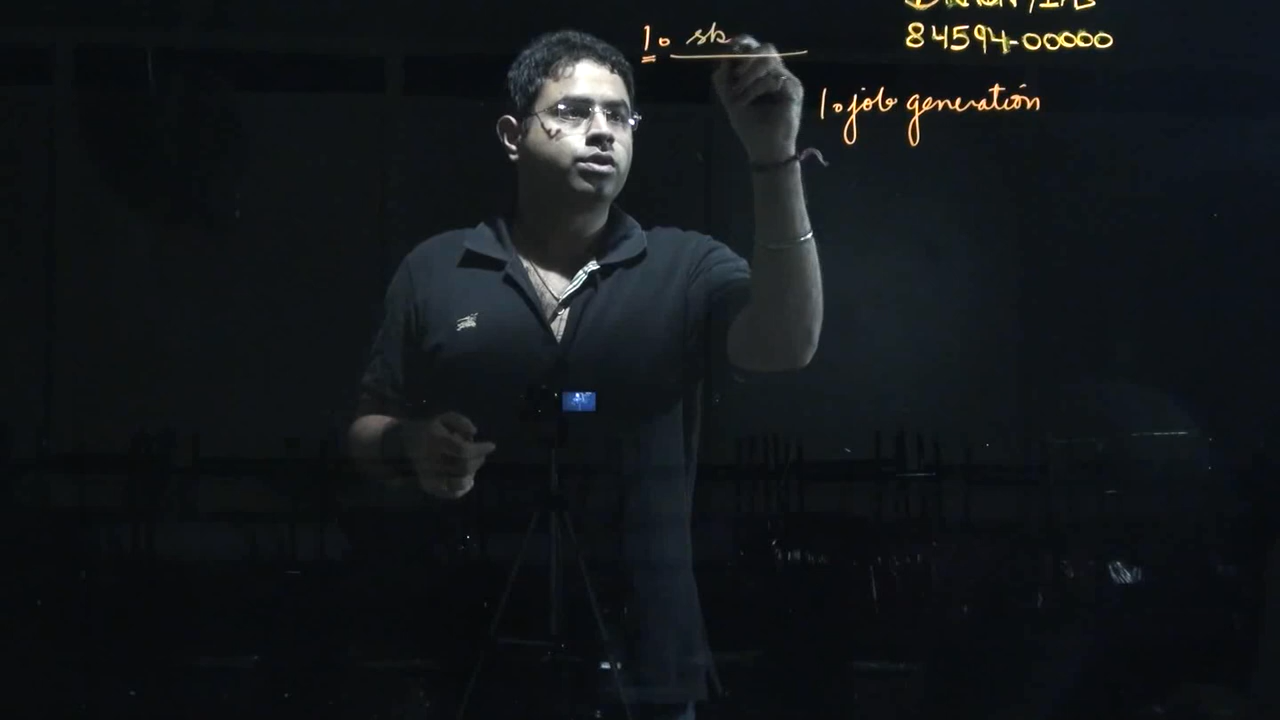 84594-00000
1. sk
1. job generation